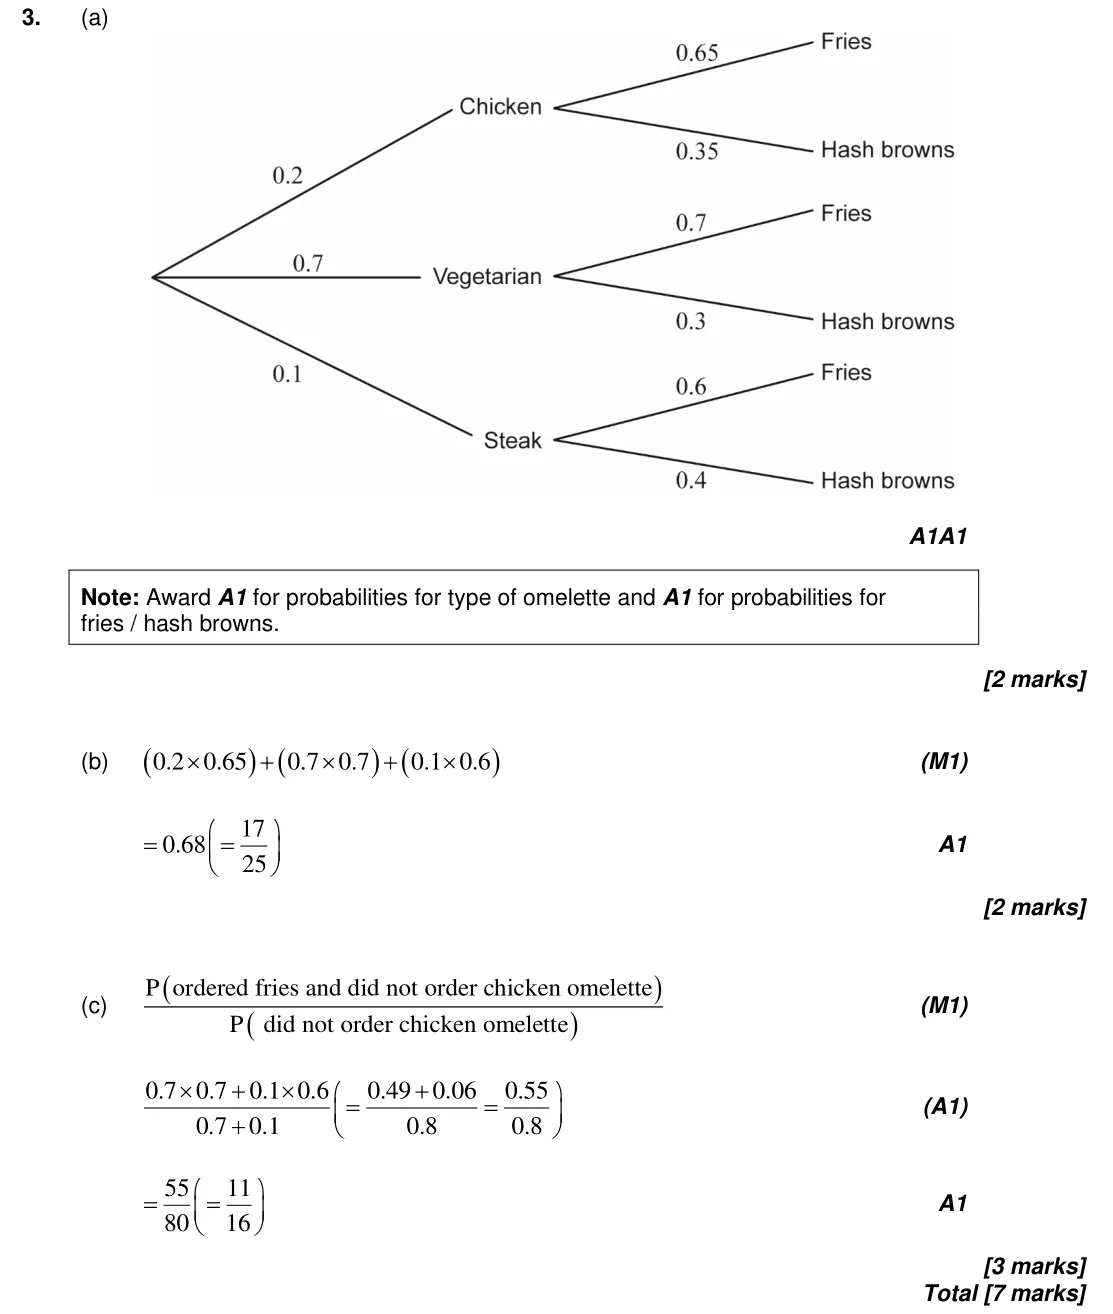 3. (a)
Fries
0.65
Chicken
0.35
Hash browns
0.2
Fries
0.7
0.7
Vegetarian
0.3
Hash browns
0.1
Fries
0.6
Steak
0.4
Hash browns
A1A1
Note: Award A1 for probabilities for type of omelette and A1 for probabilities for
fries / hash browns.
[2 marks]
(b) (0.2×0.65)+(0.7×0.7)+(0.1×0.6) (M1)
=0.68(=17/25) A1
[2 marks]
(c) P(ordered fries and did not order chicken omelette)/P( did not order chicken omelette) (M1)
0.7×0.7+0.1×0.6/0.7+0.1(=0.49+0.06/0.8=0.55/0.8) (A1)
=55/80(=11/16) A1
[3 marks]
Total [7 marks]